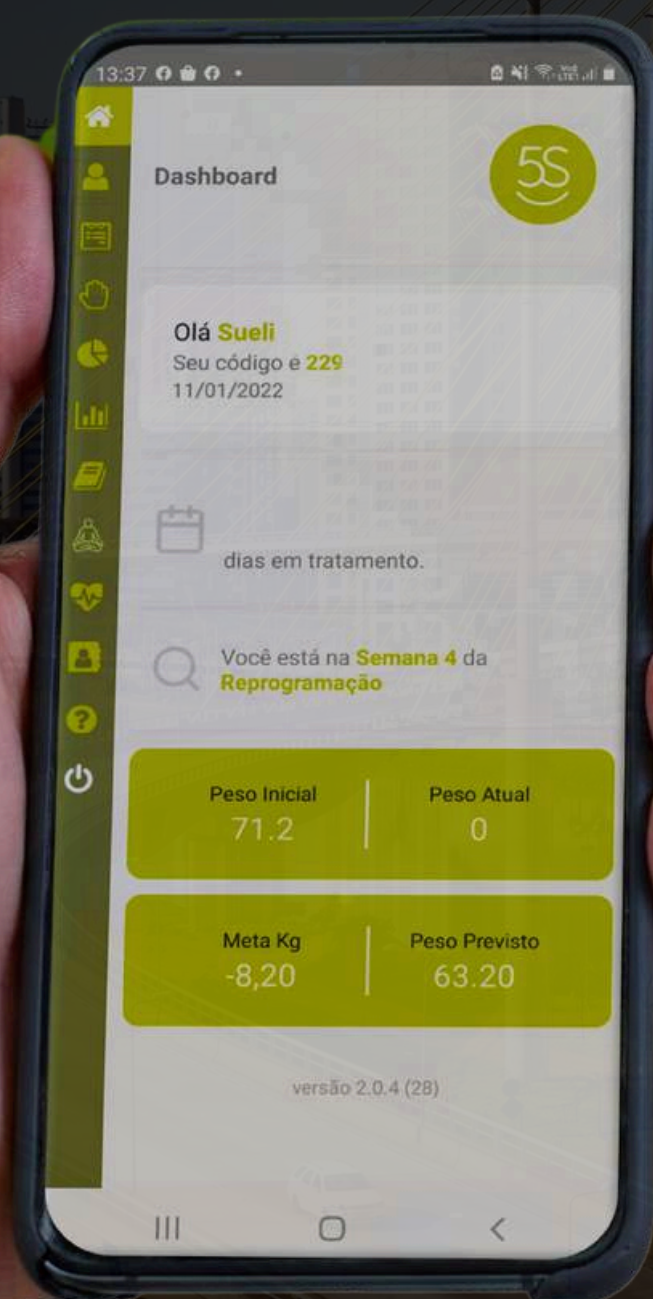 13:37
Dashboard
5S
Olá Sueli
Seu código e 229
11/01/2022
dias em tratamento.
Você está na Semana 4 da
Reprogramação
Peso Inicial
Peso Atual
71.2
0
Meta Kg
Peso Previsto
-8,20
63.20
versão 2.0.4 (28)